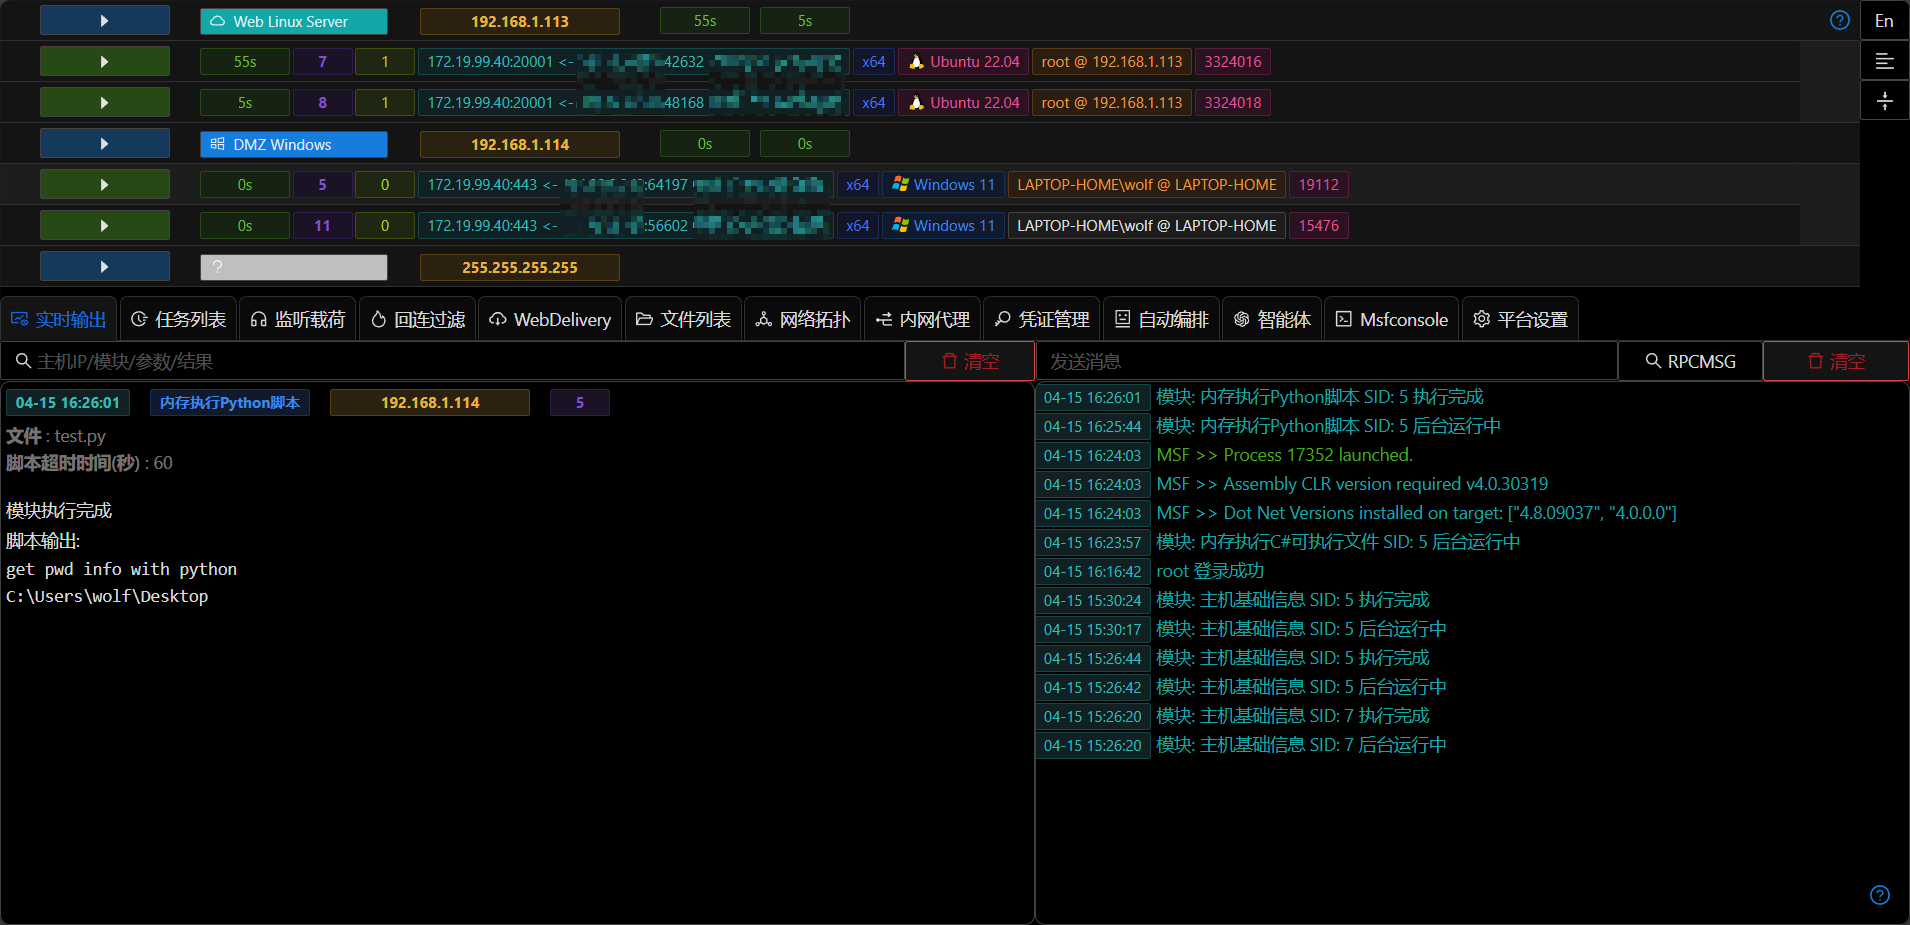 Web Linux Server 192.168.1.113 55s 5s En
55s 7 1 172.19.99.40:20001 <- 42632 x64 Ubuntu 22.04 root @ 192.168.1.113 3324016
5s 8 1 172.19.99.40:20001 <- 48168 x64 Ubuntu 22.04 root @ 192.168.1.113 3324018
DMZ Windows 192.168.1.114 0s 0s
0s 5 0 172.19.99.40:443 <- :64197 x64 Windows 11 LAPTOP-HOME\wolf @ LAPTOP-HOME 19112
0s 11 0 172.19.99.40:443 <- :56602 x64 Windows 11 LAPTOP-HOME\wolf @ LAPTOP-HOME 15476
? 255.255.255.255
实时输出 任务列表 监听载荷 回连过滤 WebDelivery 文件列表 网络拓扑 内网代理 凭证管理 自动编排 智能体 Msfconsole 平台设置
主机IP/模块/参数/结果 清空
04-15 16:26:01 内存执行Python脚本 192.168.1.114 5
文件 : test.py
脚本超时时间(秒) : 60
模块执行完成
脚本输出:
get pwd info with python
C:\Users\wolf\Desktop
发送消息 RPCMSG 清空
04-15 16:26:01 模块: 内存执行Python脚本 SID: 5 执行完成
04-15 16:25:44 模块: 内存执行Python脚本 SID: 5 后台运行中
04-15 16:24:03 MSF >> Process 17352 launched.
04-15 16:24:03 MSF >> Assembly CLR version required v4.0.30319
04-15 16:24:03 MSF >> Dot Net Versions installed on target: ["4.8.09037", "4.0.0.0"]
04-15 16:23:57 模块: 内存执行C#可执行文件 SID: 5 后台运行中
04-15 16:16:42 root 登录成功
04-15 15:30:24 模块: 主机基础信息 SID: 5 执行完成
04-15 15:30:17 模块: 主机基础信息 SID: 5 后台运行中
04-15 15:26:44 模块: 主机基础信息 SID: 5 执行完成
04-15 15:26:42 模块: 主机基础信息 SID: 5 后台运行中
04-15 15:26:20 模块: 主机基础信息 SID: 7 执行完成
04-15 15:26:20 模块: 主机基础信息 SID: 7 后台运行中